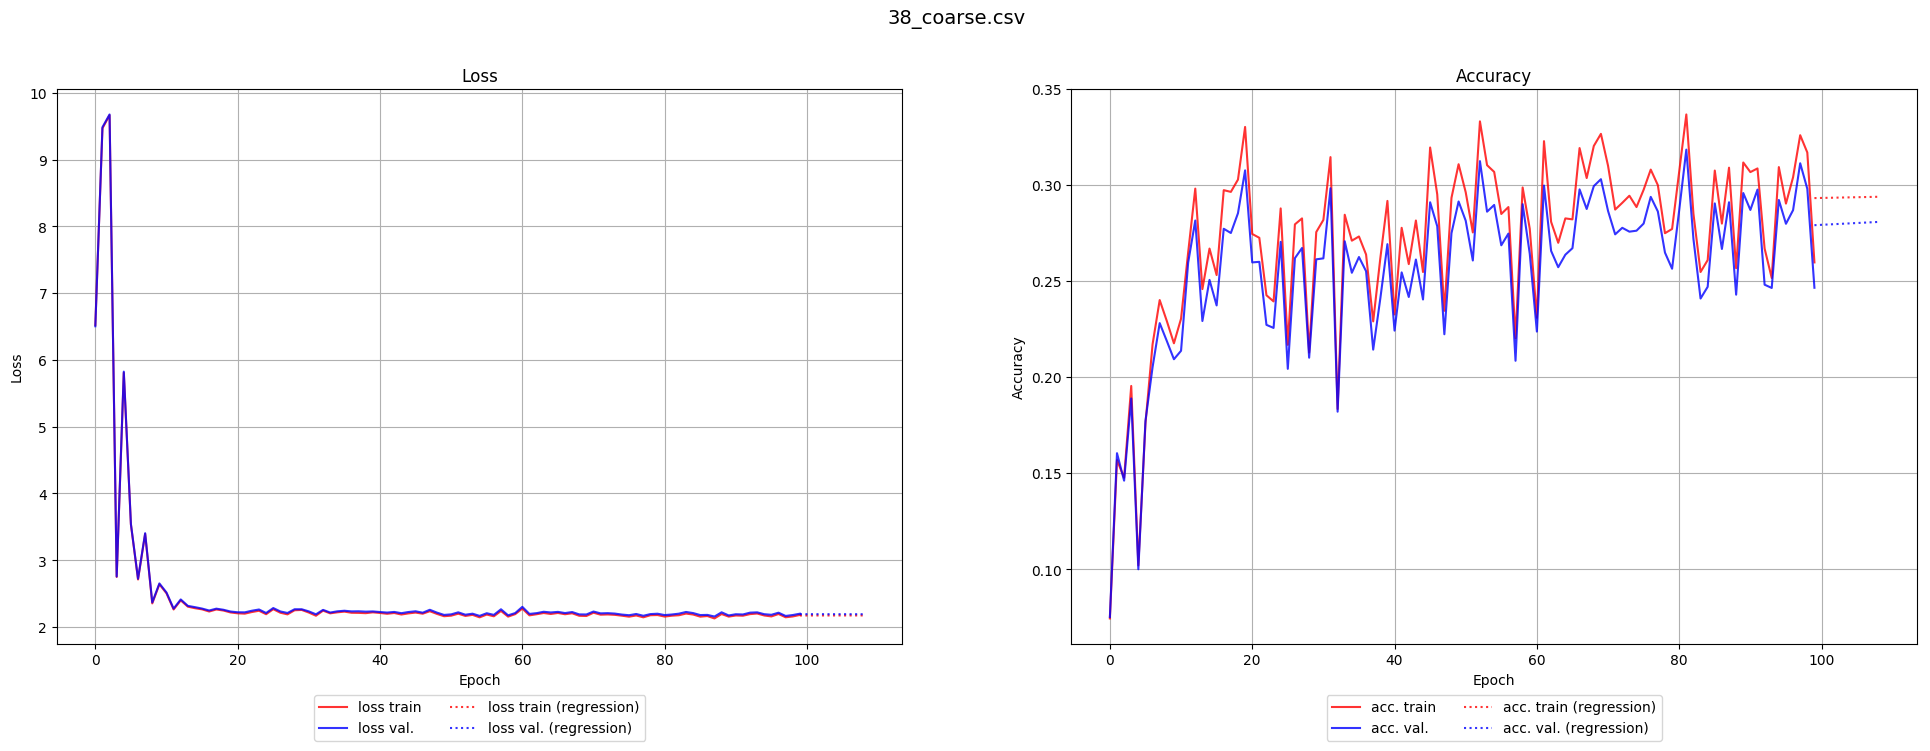 38_coarse.csv
Loss
10
9
8
7
6
5
4
3
2
Loss
0 20 40 60 80 100
Epoch
loss train loss train (regression)
loss val. loss val. (regression)
Accuracy
0.35
0.30
0.25
0.20
0.15
0.10
Accuracy
0 20 40 60 80 100
Epoch
acc. train acc. train (regression)
acc. val. acc. val. (regression)